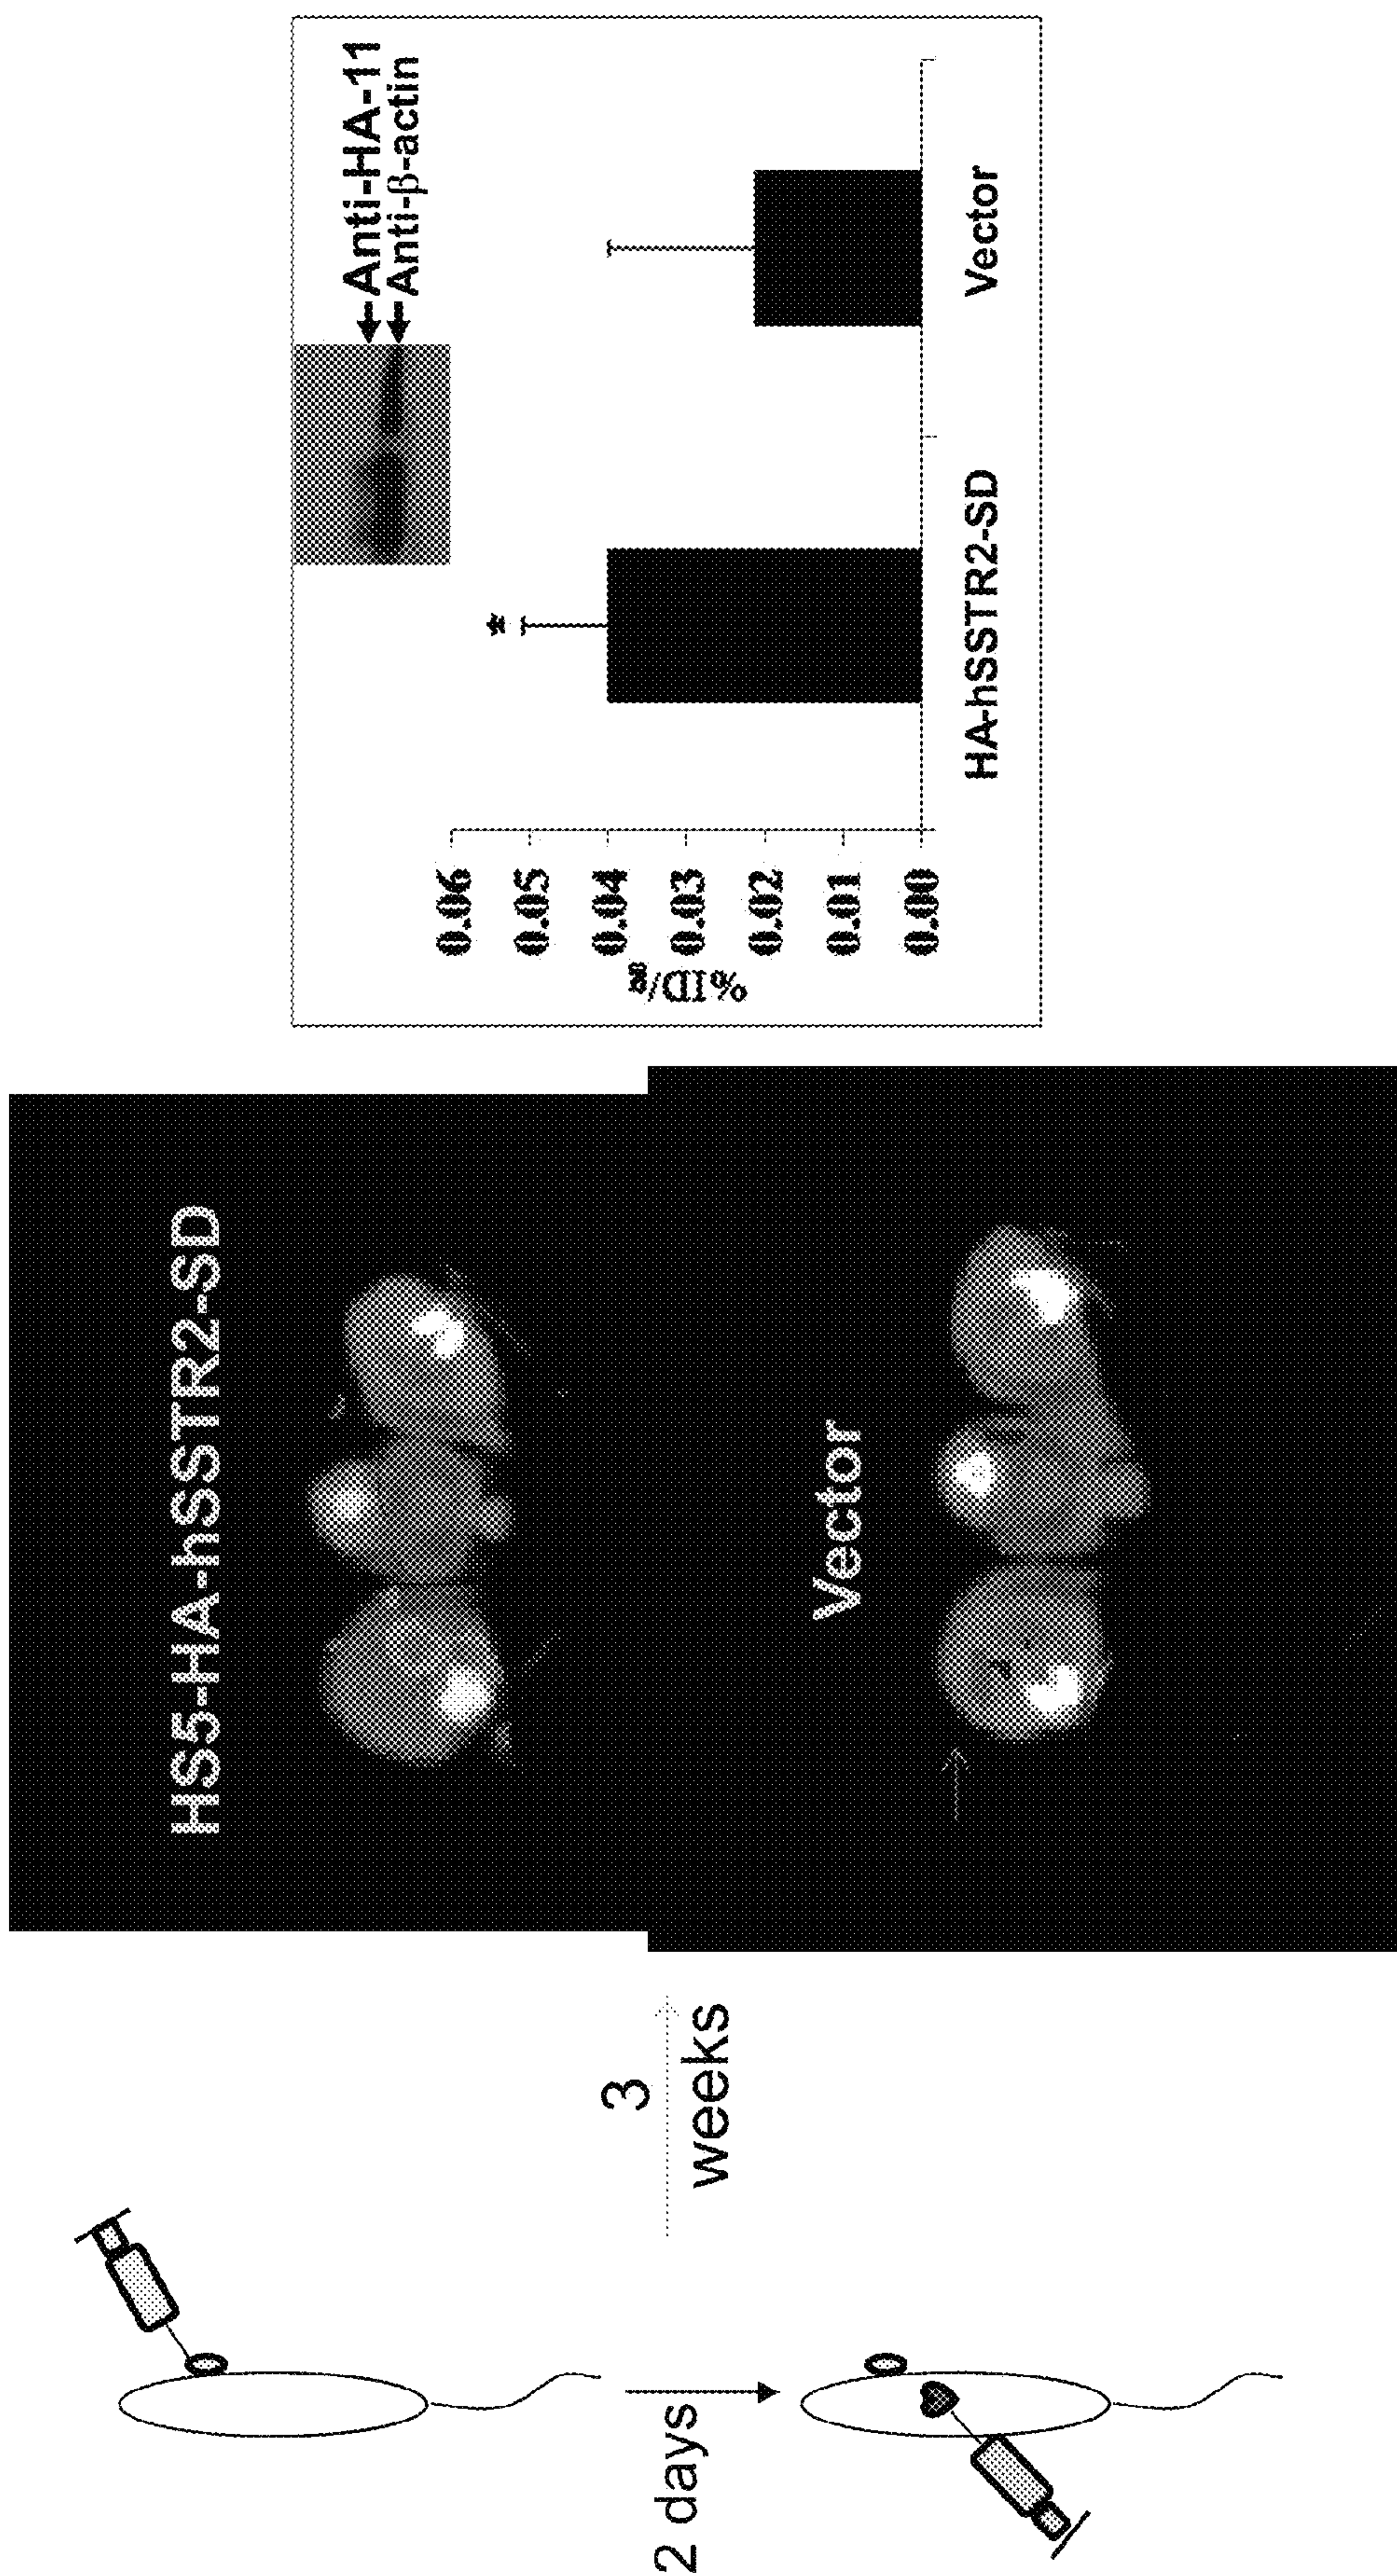 2 days
3
weeks
HS5-HA-hSSTR2-SD
Vector
Anti-HA-11
Anti-β-actin
*
%ID/g
0.06
0.05
0.04
0.03
0.02
0.01
0.00
HA-hSSTR2-SD
Vector